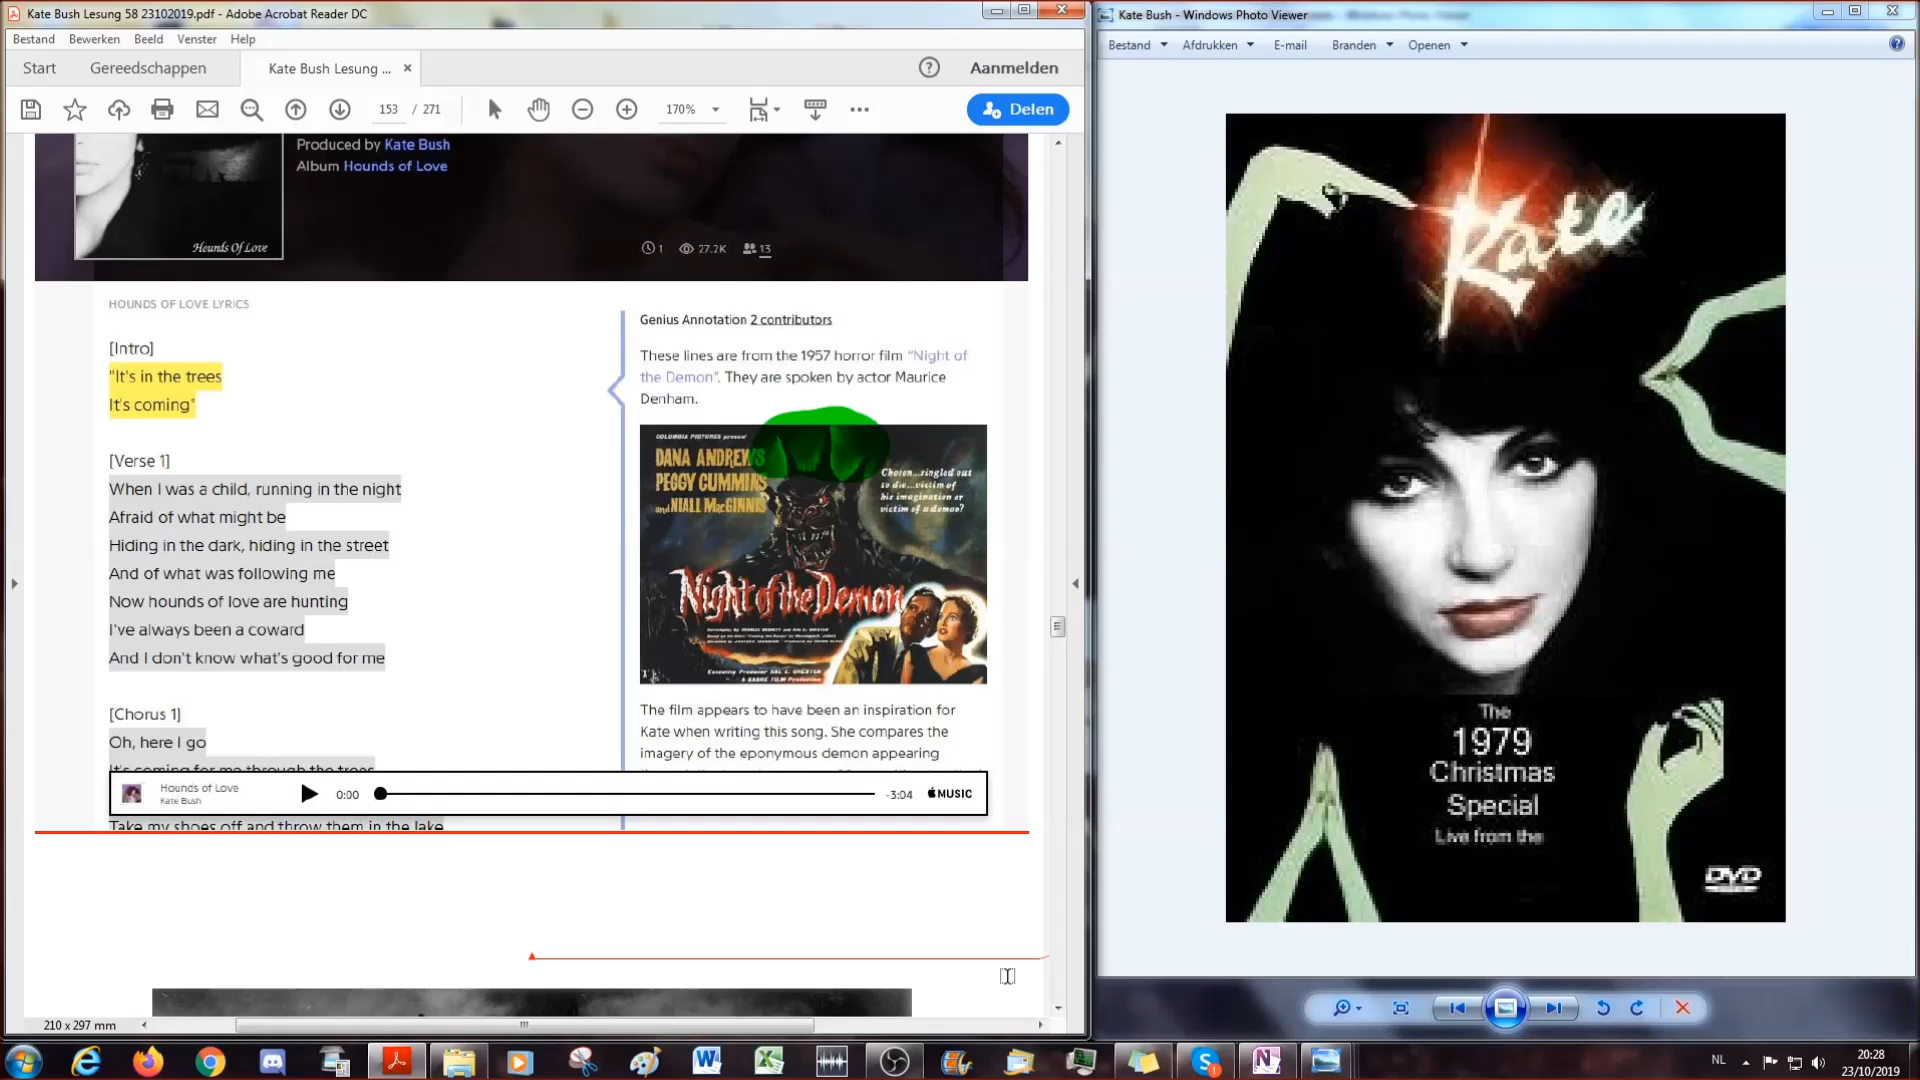 Kate Bush Lesung 58 23102019.pdf - Adobe Acrobat Reader DC
Bestand Bewerken Beeld Venster Help
Start Gereedschappen Kate Bush Lesung ... Aanmelden
153 / 271 170% Delen
Produced by Kate Bush
Album Hounds of Love
Hounds Of Love
1 27.2K 13
HOUNDS OF LOVE LYRICS
[Intro]
"It's in the trees
It's coming"
[Verse 1]
When I was a child, running in the night
Afraid of what might be
Hiding in the dark, hiding in the street
And of what was following me
Now hounds of love are hunting
I've always been a coward
And I don't know what's good for me
[Chorus 1]
Oh, here I go
It's coming for me through the trees
Hounds of Love
Kate Bush
0:00 -3:04 MUSIC
Take my shoes off and throw them in the lake
Genius Annotation 2 contributors
These lines are from the 1957 horror film "Night of
the Demon". They are spoken by actor Maurice
Denham.
COLUMBIA PICTURES present
DANA ANDREWS
PEGGY CUMMINS
and NIALL MacGINNIS
Chosen...singled out
to die...victim of
his imagination or
victim of a demon?
Night of the Demon
The film appears to have been an inspiration for
Kate when writing this song. She compares the
imagery of the eponymous demon appearing
210 x 297 mm
Kate Bush - Windows Photo Viewer
Bestand Afdrukken E-mail Branden Openen
Kate
The
1979
Christmas
Special
Live from the
DVD
NL
20:28
23/10/2019